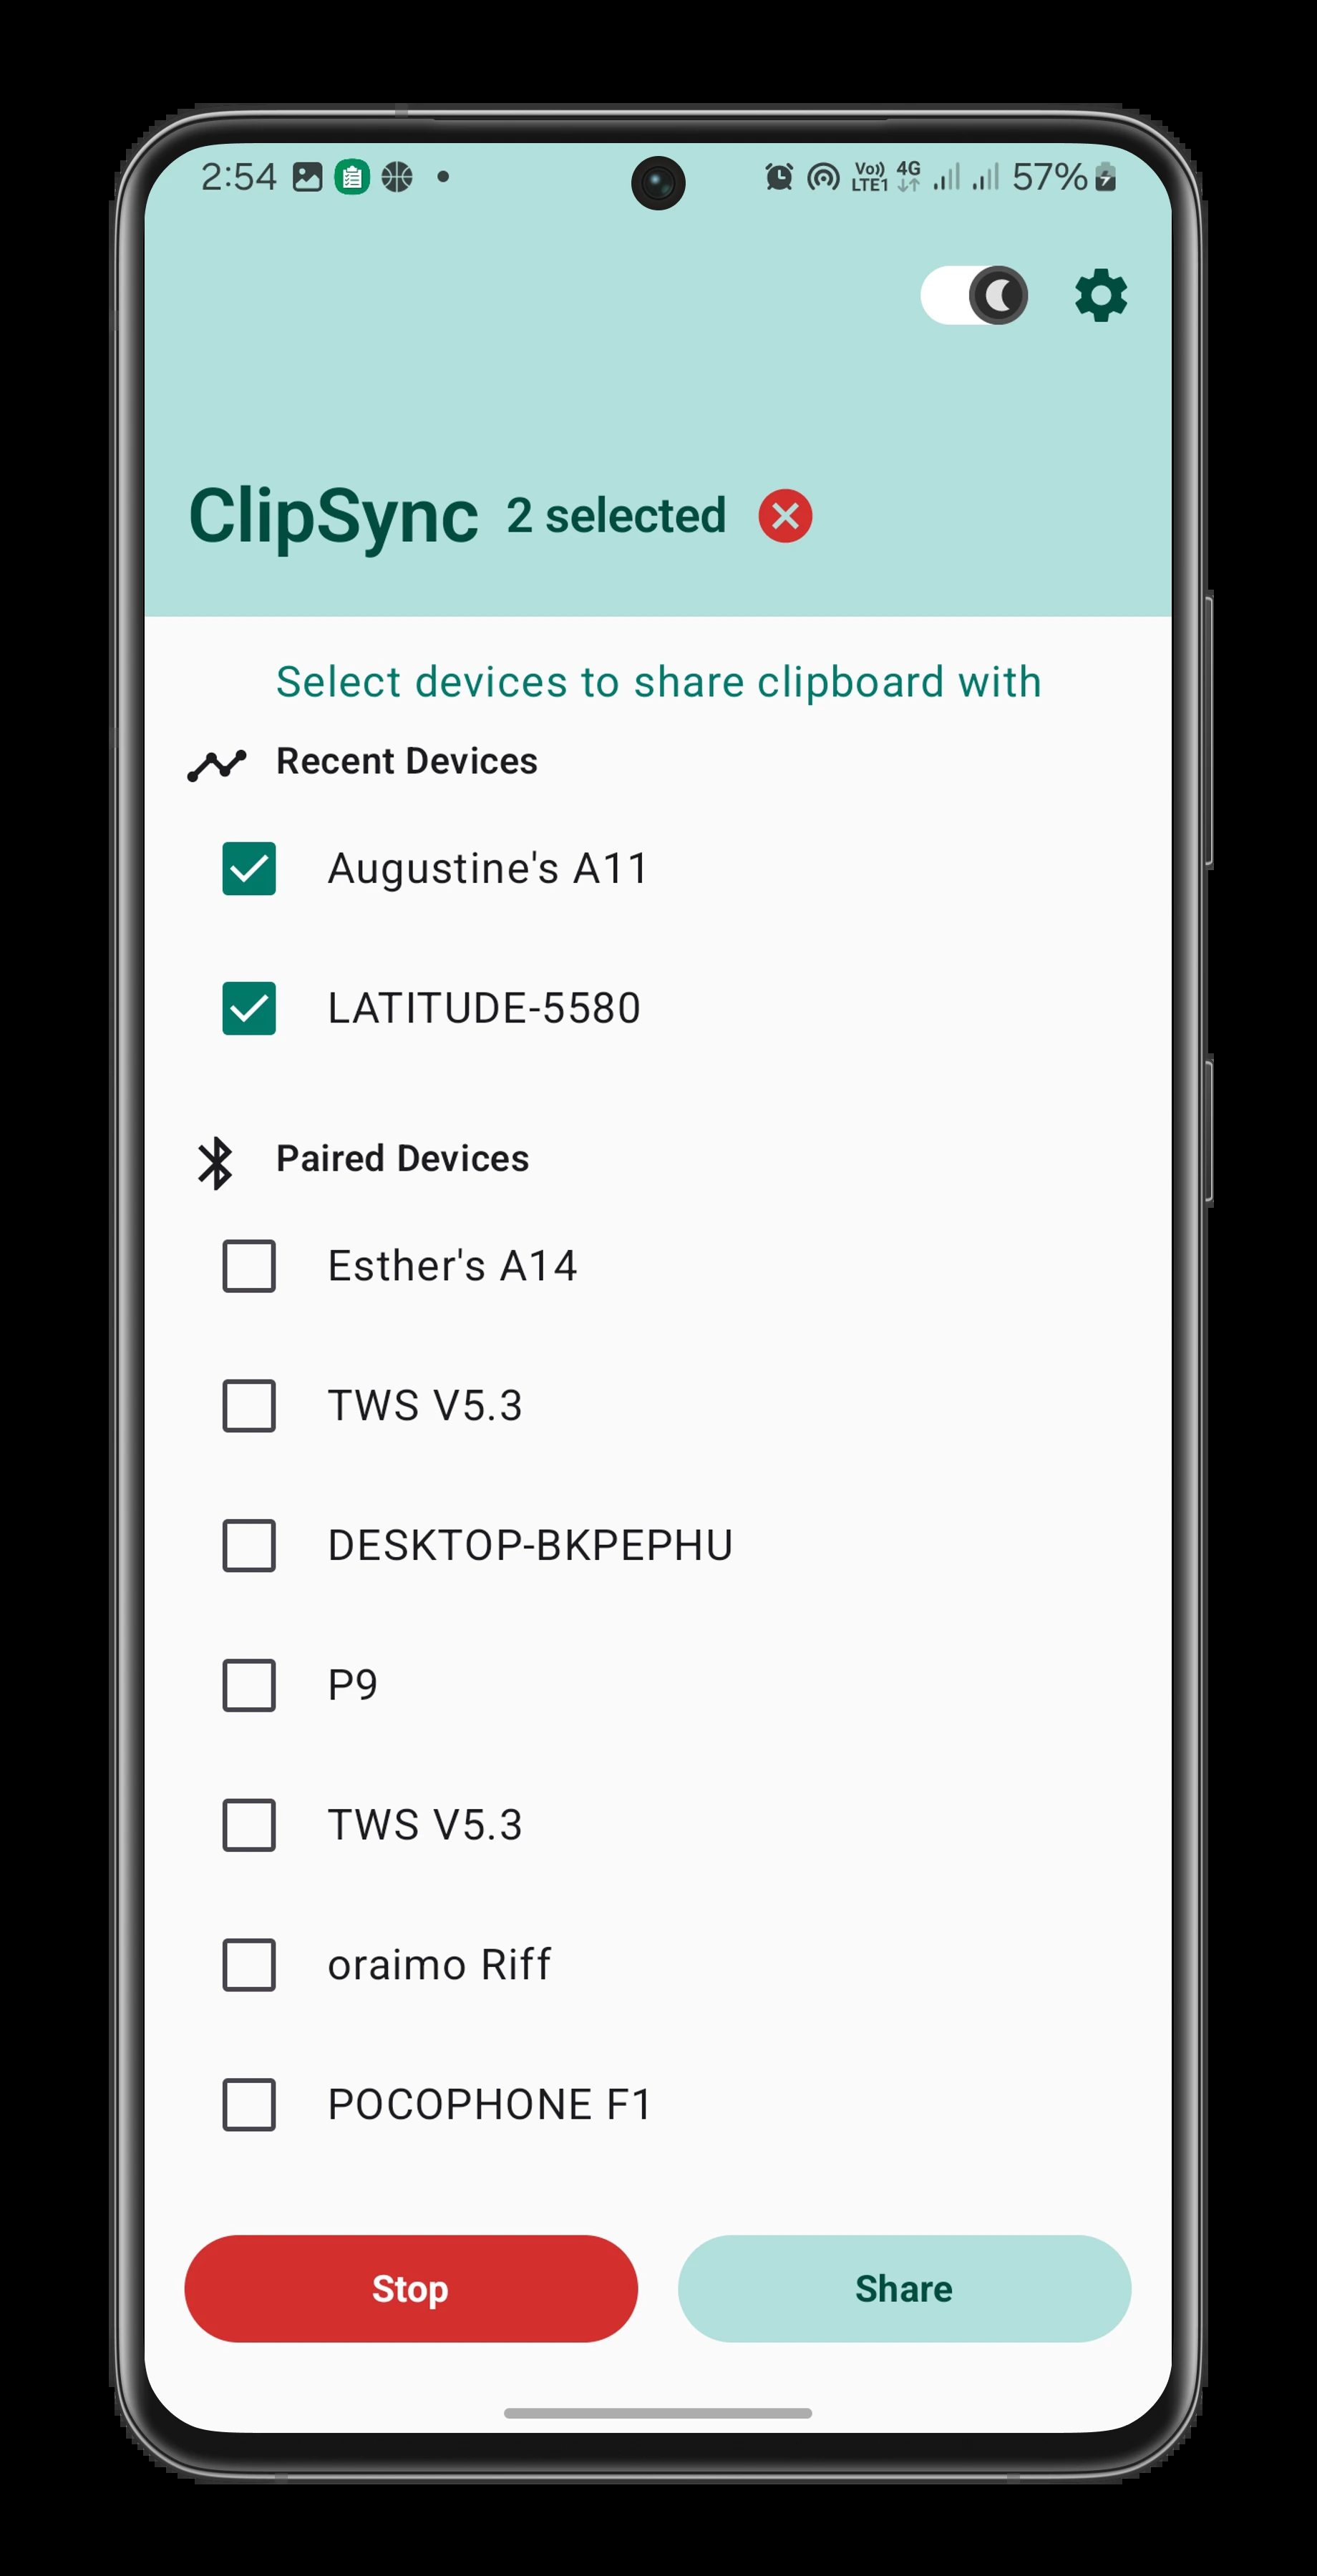 2:54 Vo)) LTE1 4G 57%
ClipSync 2 selected
Select devices to share clipboard with
Recent Devices
Augustine's A11
LATITUDE-5580
Paired Devices
Esther's A14
TWS V5.3
DESKTOP-BKPEPHU
P9
TWS V5.3
oraimo Riff
POCOPHONE F1
Stop Share